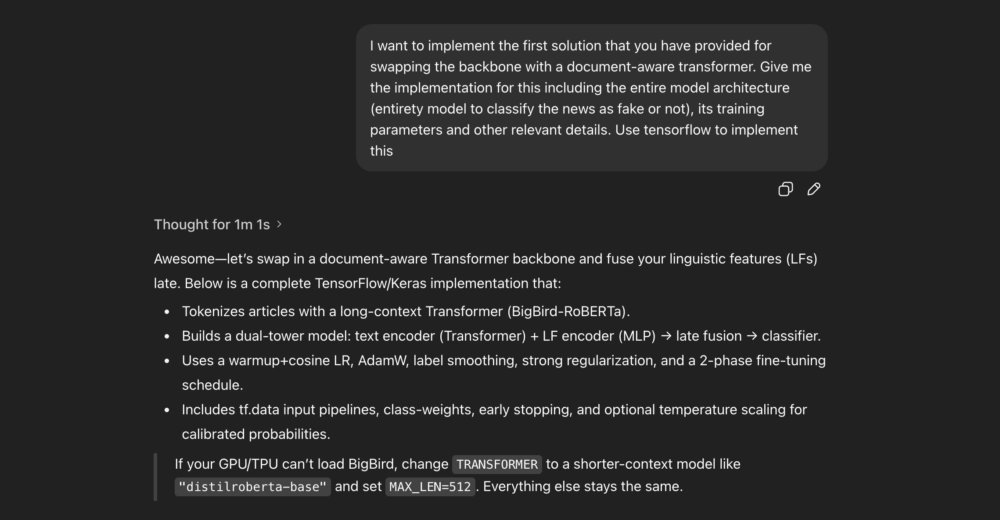 I want to implement the first solution that you have provided for
swapping the backbone with a document-aware transformer. Give me
the implementation for this including the entire model architecture
(entirety model to classify the news as fake or not), its training
parameters and other relevant details. Use tensorflow to implement
this
Thought for 1m 1s >
Awesome—let’s swap in a document-aware Transformer backbone and fuse your linguistic features (LFs)
late. Below is a complete TensorFlow/Keras implementation that:
• Tokenizes articles with a long-context Transformer (BigBird-RoBERTa).
• Builds a dual-tower model: text encoder (Transformer) + LF encoder (MLP) → late fusion → classifier.
• Uses a warmup+cosine LR, AdamW, label smoothing, strong regularization, and a 2-phase fine-tuning
schedule.
• Includes tf.data input pipelines, class-weights, early stopping, and optional temperature scaling for
calibrated probabilities.
If your GPU/TPU can’t load BigBird, change TRANSFORMER to a shorter-context model like
"distilroberta-base" and set MAX_LEN=512. Everything else stays the same.